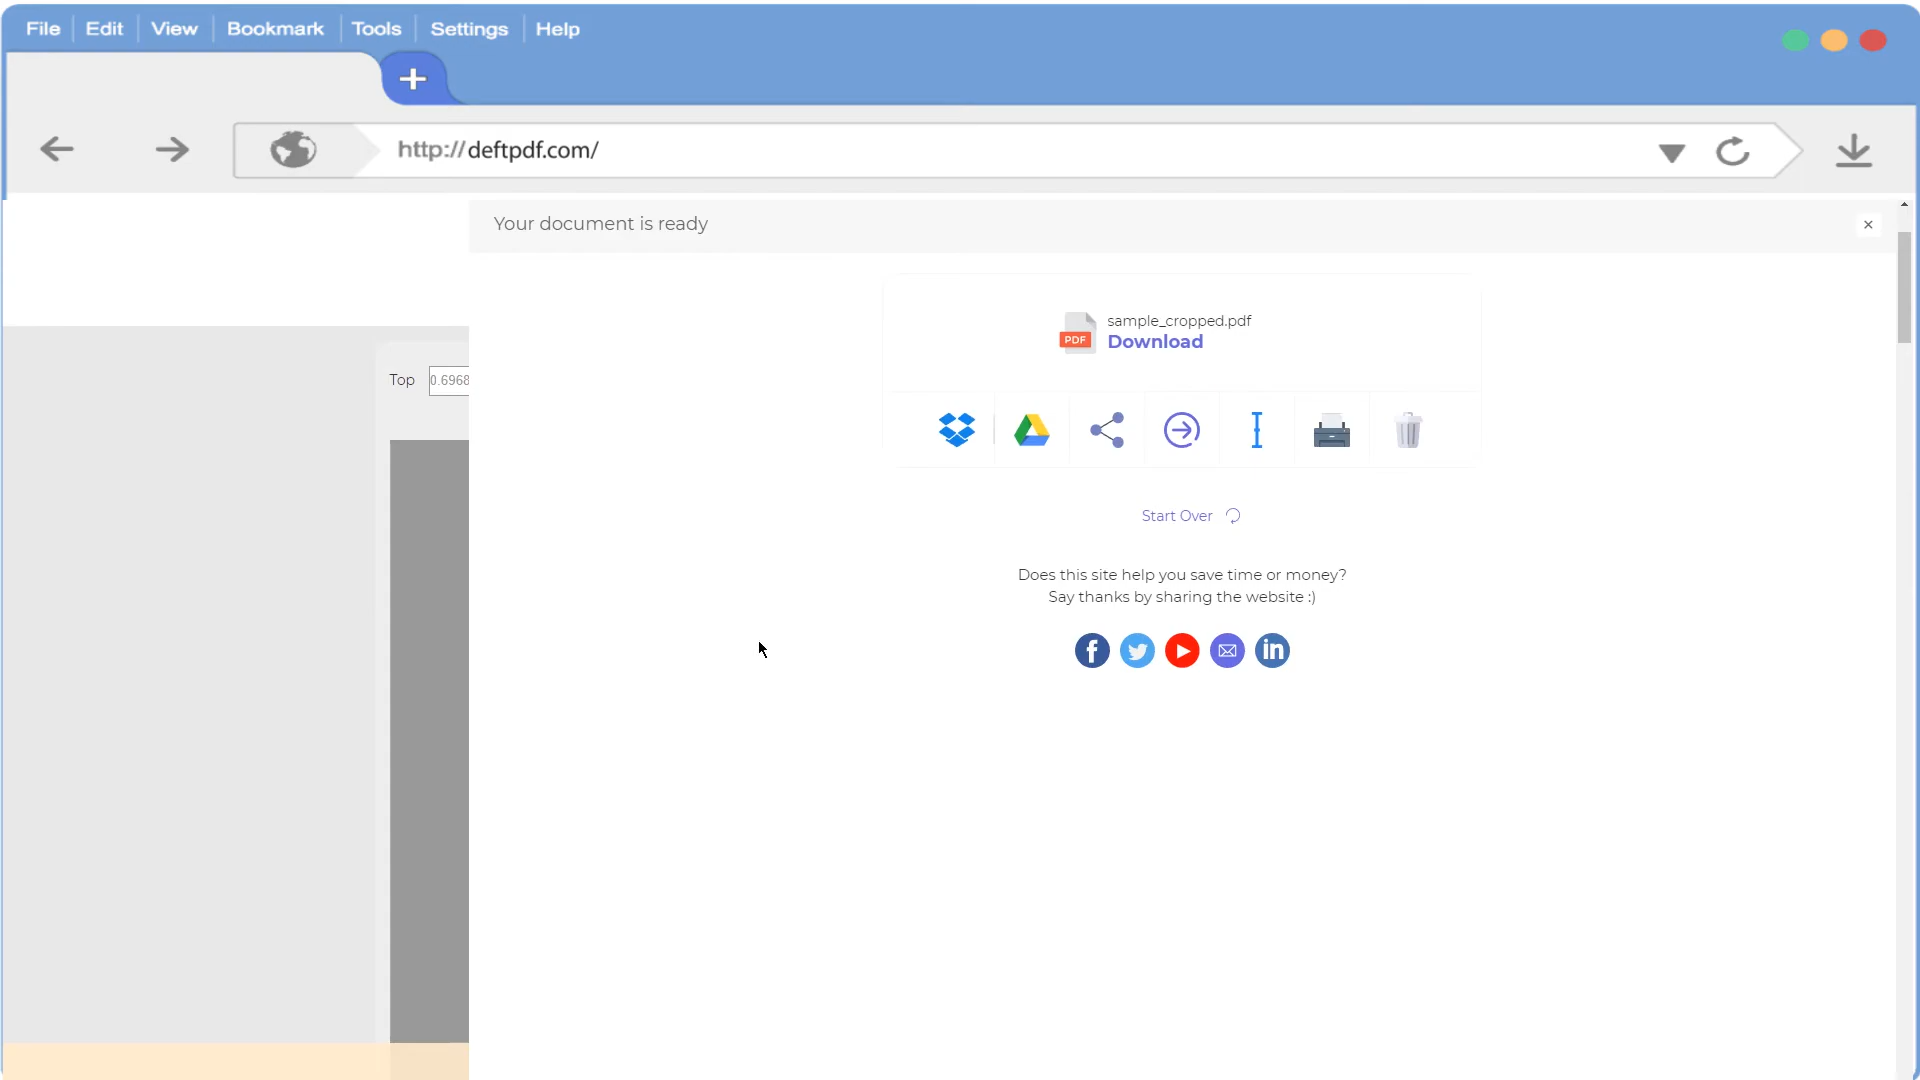 File Edit View Bookmark Tools Settings Help
http://deftpdf.com/
Your document is ready
sample_cropped.pdf
PDF
Download
Top 0.6968
Start Over
Does this site help you save time or money?
Say thanks by sharing the website :)